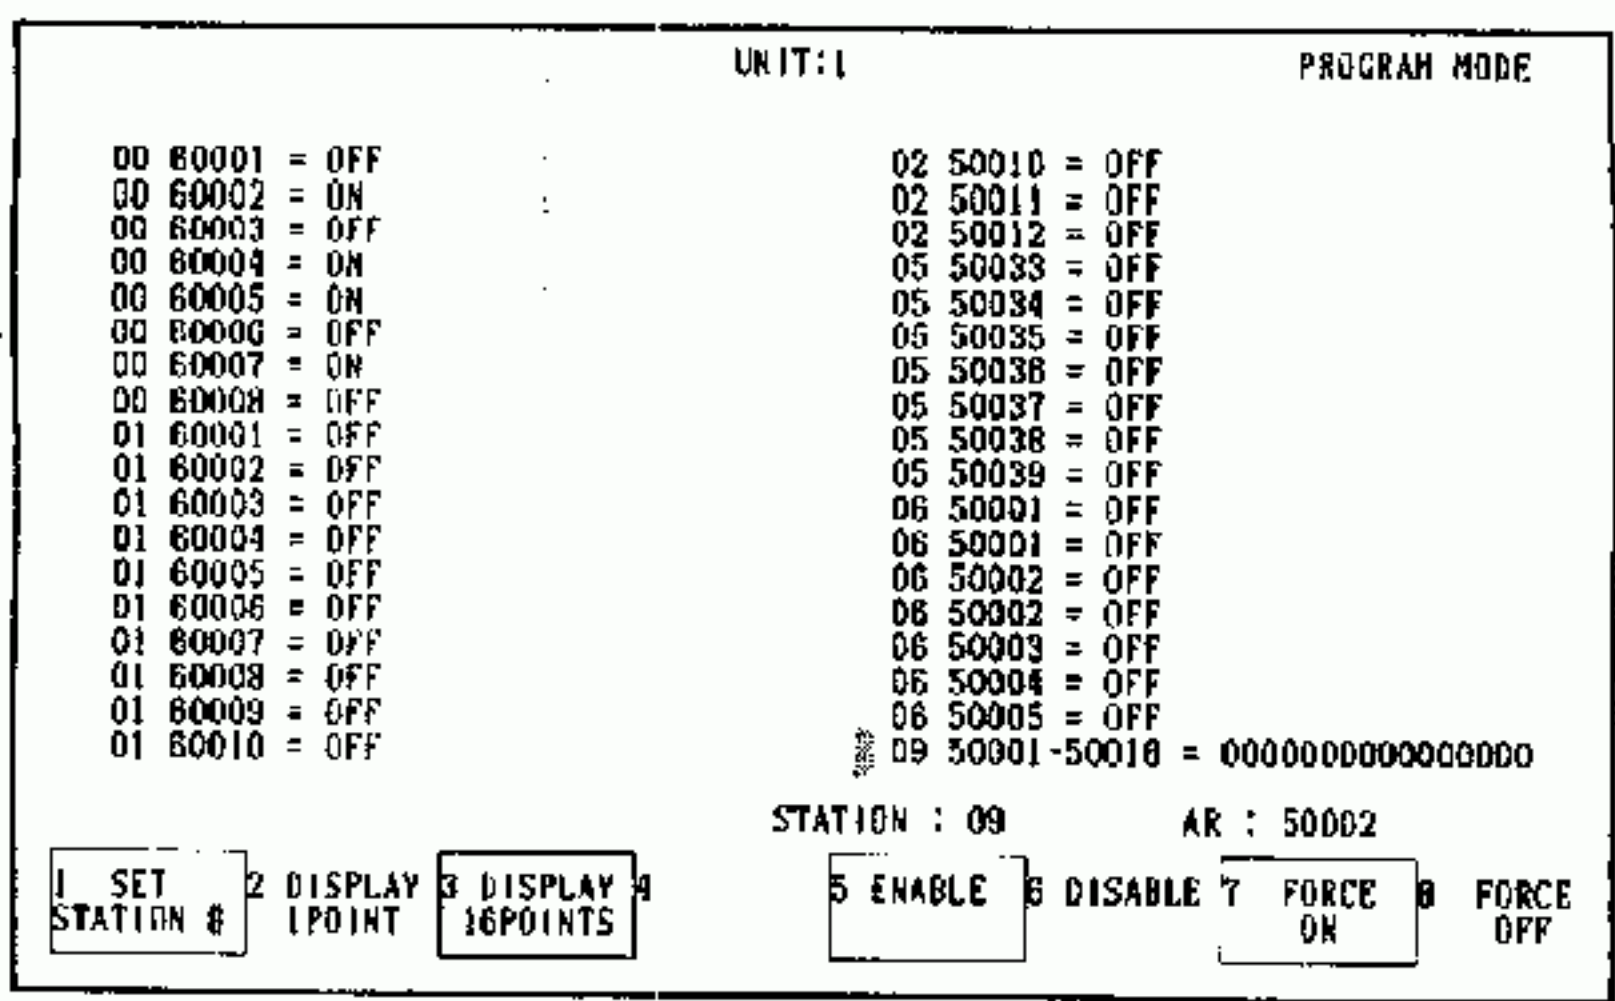 UNIT:1
PROGRAM MODE
00 60001 = OFF
00 60002 = ON
00 60003 = OFF
00 60004 = ON
00 60005 = ON
00 60006 = OFF
00 60007 = ON
00 60008 = OFF
01 60001 = OFF
01 60002 = OFF
01 60003 = OFF
01 60004 = OFF
01 60005 = OFF
01 60006 = OFF
01 60007 = OFF
01 60008 = OFF
01 60009 = OFF
01 60010 = OFF
02 50010 = OFF
02 50011 = OFF
02 50012 = OFF
05 50033 = OFF
05 50034 = OFF
05 50035 = OFF
05 50036 = OFF
05 50037 = OFF
05 50038 = OFF
05 50039 = OFF
06 50001 = OFF
06 50001 = OFF
06 50002 = OFF
06 50002 = OFF
06 50003 = OFF
06 50004 = OFF
06 50005 = OFF
09 50001-50016 = 0000000000000000
STATION : 09 AR : 50002
1 SET 2 DISPLAY 3 DISPLAY 4 5 ENABLE 6 DISABLE 7 FORCE 8 FORCE
STATION # 1POINT 16POINTS ON OFF